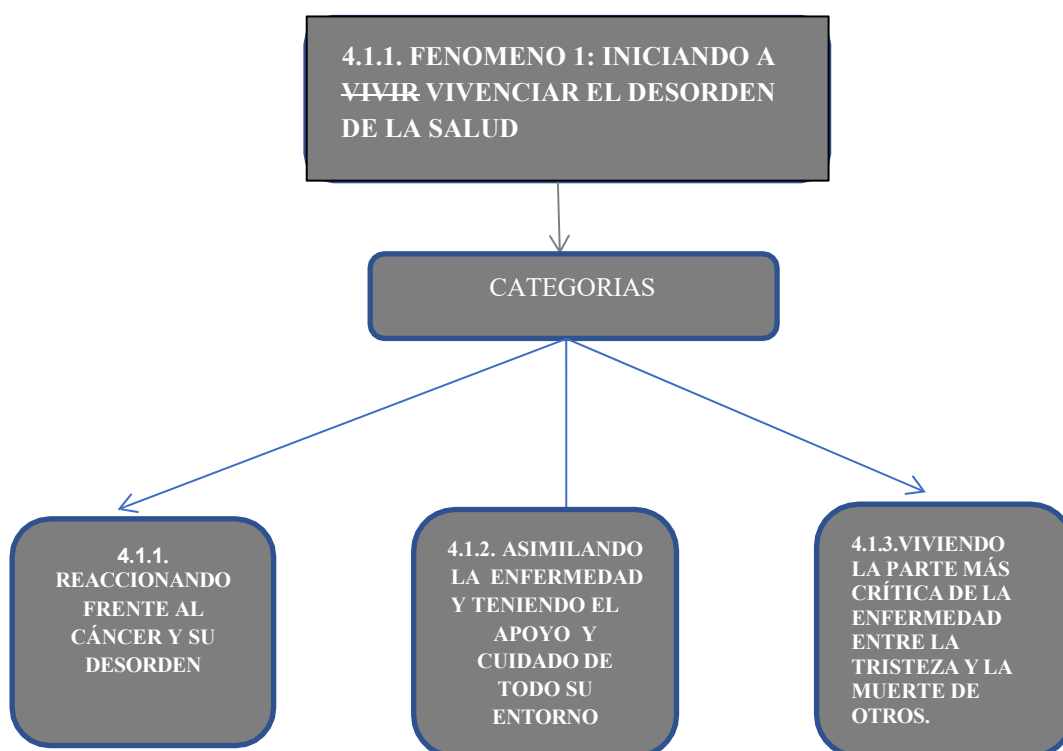 4.1.1. FENOMENO 1: INICIANDO A
VIVIR VIVENCIAR EL DESORDEN
DE LA SALUD
CATEGORIAS
4.1.1.
REACCIONANDO
FRENTE AL
CÁNCER Y SU
DESORDEN
4.1.2. ASIMILANDO
LA ENFERMEDAD
Y TENIENDO EL
APOYO Y
CUIDADO DE
TODO SU
ENTORNO
4.1.3.VIVIENDO
LA PARTE MÁS
CRÍTICA DE LA
ENFERMEDAD
ENTRE LA
TRISTEZA Y LA
MUERTE DE
OTROS.